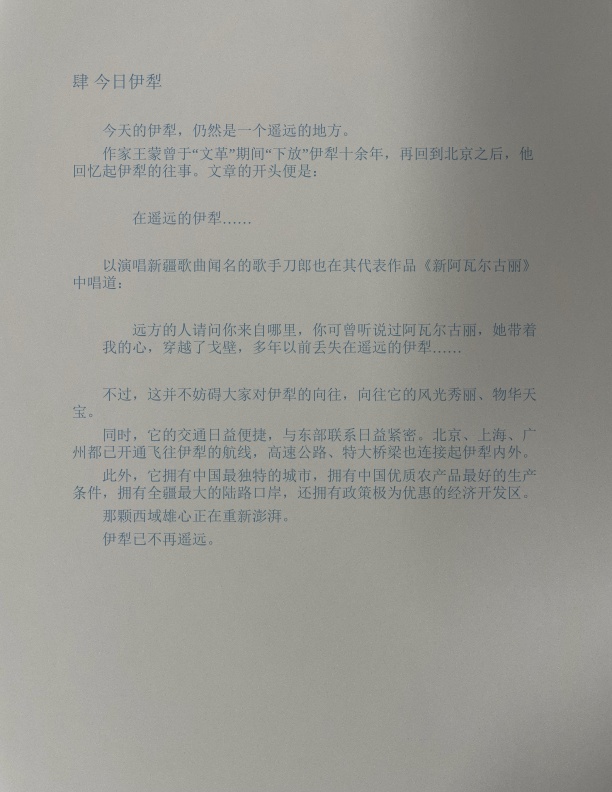 肆 今日伊犁
今天的伊犁，仍然是一个遥远的地方。
作家王蒙曾于“文革”期间“下放”伊犁十余年，再回到北京之后，他
回忆起伊犁的往事。文章的开头便是：
在遥远的伊犁……
以演唱新疆歌曲闻名的歌手刀郎也在其代表作品《新阿瓦尔古丽》
中唱道：
远方的人请问你来自哪里，你可曾听说过阿瓦尔古丽，她带着
我的心，穿越了戈壁，多年以前丢失在遥远的伊犁……
不过，这并不妨碍大家对伊犁的向往，向往它的风光秀丽、物华天
宝。
同时，它的交通日益便捷，与东部联系日益紧密。北京、上海、广
州都已开通飞往伊犁的航线，高速公路、特大桥梁也连接起伊犁内外。
此外，它拥有中国最独特的城市，拥有中国优质农产品最好的生产
条件，拥有全疆最大的陆路口岸，还拥有政策极为优惠的经济开发区。
那颗西域雄心正在重新澎湃。
伊犁已不再遥远。